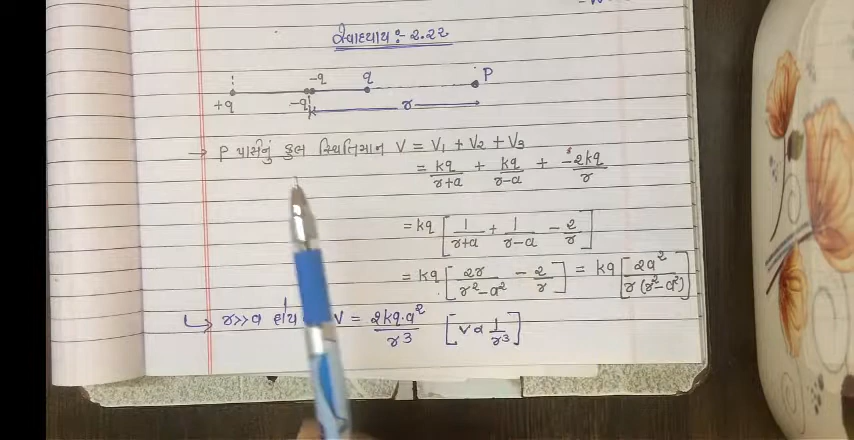 સ્વાધ્યાય :- ૨.૨૨
-q q P
+q -q r
→ P પાસેનું કુલ સ્થિતિમાન V = V₁ + V₂ + V₃
= kq/(r+a) + kq/(r-a) + -2kq/r
= kq [ 1/(r+a) + 1/(r-a) - 2/r ]
= kq [ 2r/(r²-a²) - 2/r ] = kq [ 2a²/(r(r²-a²)) ]
↳ r>>a હોય V = 2kq·a²/r³ [ V ∝ 1/r³ ]